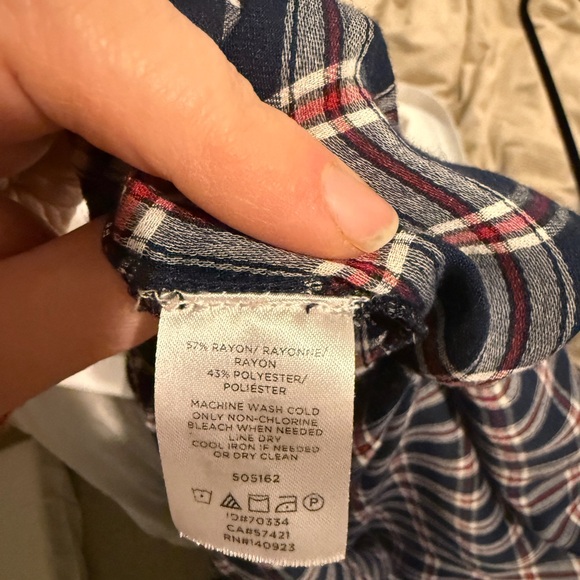 57% RAYON/ RAYONNE/
RAYON
43% POLYESTER/
POLIÉSTER
MACHINE WASH COLD
ONLY NON-CHLORINE
BLEACH WHEN NEEDED
LINE DRY
COOL IRON IF NEEDED
OR DRY CLEAN
505162
P
ID#70334
CA#57421
RN#140923